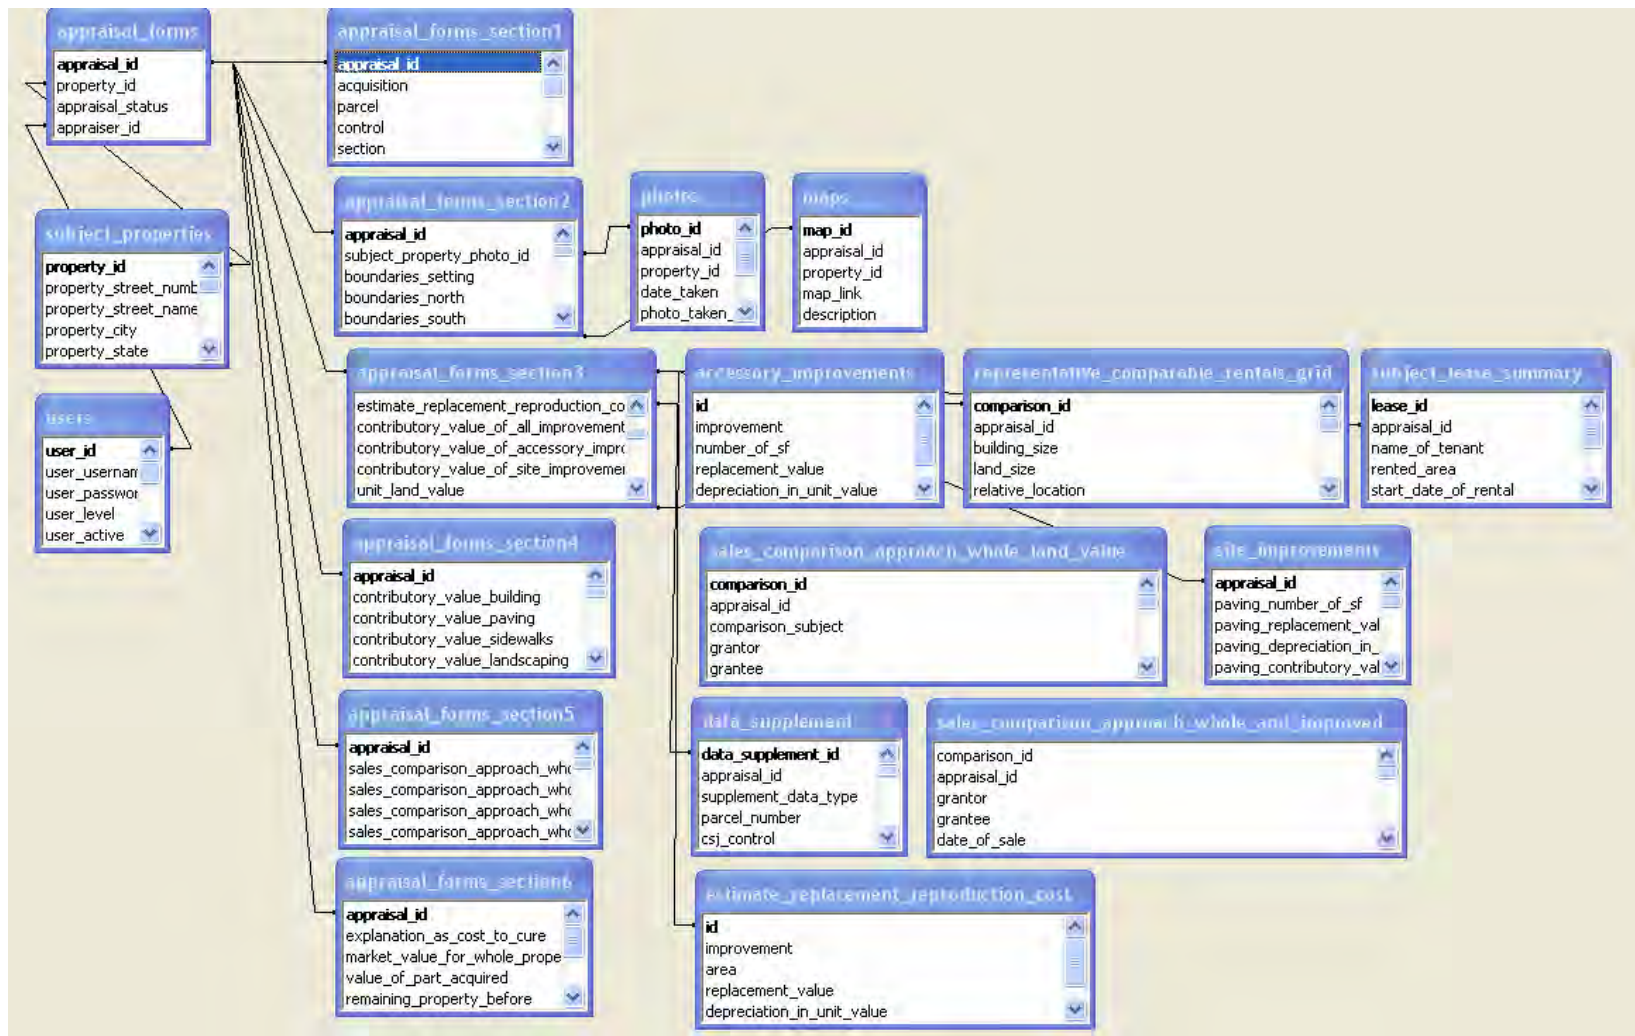 appraisal_forms
appraisal_id
property_id
appraisal_status
appraiser_id
appraisal_forms_section1
appraisal_id
acquisition
parcel
control
section
appraisal_forms_section2
appraisal_id
subject_property_photo_id
boundaries_setting
boundaries_north
boundaries_south
photos
photo_id
appraisal_id
property_id
date_taken
photo_taken_
maps
map_id
appraisal_id
property_id
map_link
description
subject_properties
property_id
property_street_numb
property_street_name
property_city
property_state
users
user_id
user_usernam
user_passwor
user_level
user_active
appraisal_forms_section3
estimate_replacement_reproduction_co
contributory_value_of_all_improvement
contributory_value_of_accessory_impro
contributory_value_of_site_improvemen
unit_land_value
accessory_improvements
id
improvement
number_of_sf
replacement_value
depreciation_in_unit_value
representative_comparable_rentals_grid
comparison_id
appraisal_id
building_size
land_size
relative_location
subject_lease_summary
lease_id
appraisal_id
name_of_tenant
rented_area
start_date_of_rental
appraisal_forms_section4
appraisal_id
contributory_value_building
contributory_value_paving
contributory_value_sidewalks
contributory_value_landscaping
sales_comparison_approach_whole_land_value
comparison_id
appraisal_id
comparison_subject
grantor
grantee
site_improvements
appraisal_id
paving_number_of_sf
paving_replacement_val
paving_depreciation_in_
paving_contributory_val
appraisal_forms_section5
appraisal_id
sales_comparison_approach_who
sales_comparison_approach_who
sales_comparison_approach_who
sales_comparison_approach_who
data_supplement
data_supplement_id
appraisal_id
supplement_data_type
parcel_number
csj_control
sales_comparison_approach_whole_and_improved
comparison_id
appraisal_id
grantor
grantee
date_of_sale
appraisal_forms_section6
appraisal_id
explanation_as_cost_to_cure
market_value_for_whole_prope
value_of_part_acquired
remaining_property_before
estimate_replacement_reproduction_cost
id
improvement
area
replacement_value
depreciation_in_unit_value